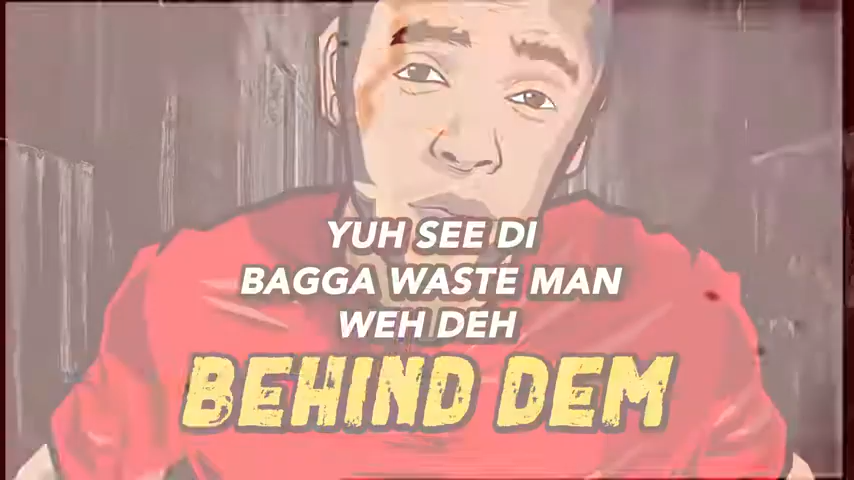 YUH SEE DI
BAGGA WASTE MAN
WEH DEH
BEHIND DEM